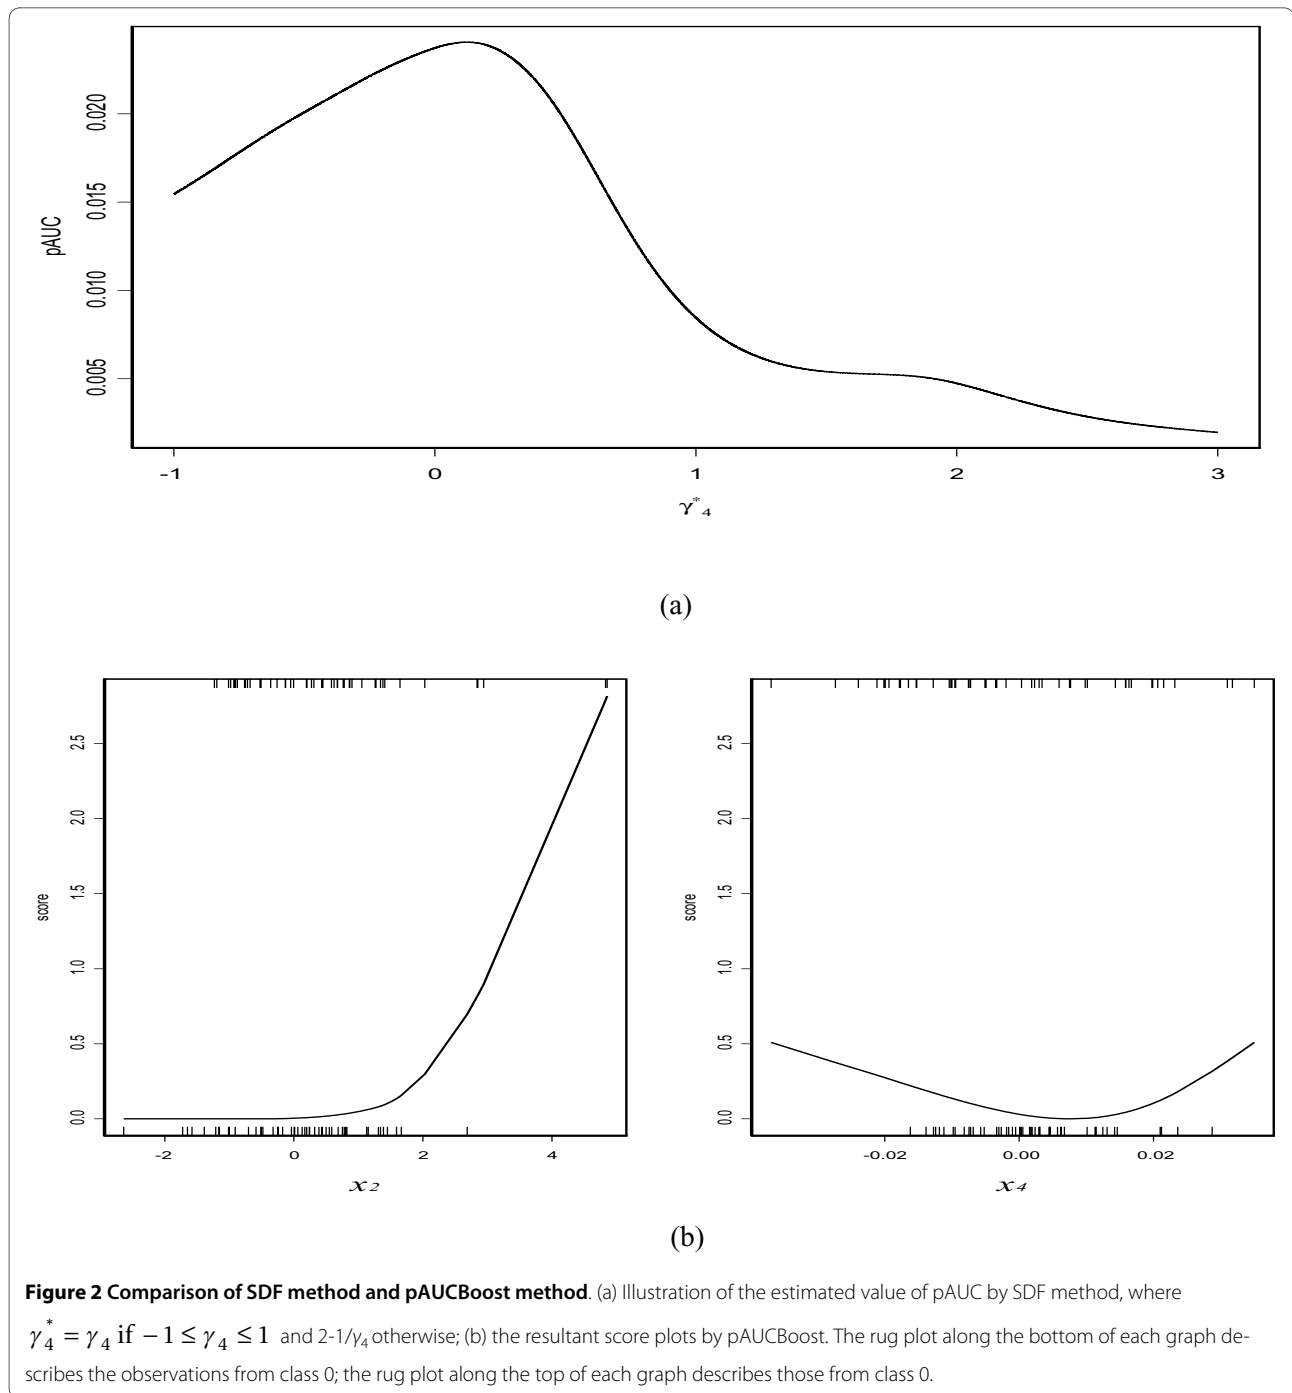 0.020
0.015
0.010
0.005
pAUC
-1 0 1 2 3
γ*4
(a)
2.5
2.0
1.5
1.0
0.5
0.0
score
-2 0 2 4
x2
2.5
2.0
1.5
1.0
0.5
0.0
score
-0.02 0.00 0.02
x4
(b)
Figure 2 Comparison of SDF method and pAUCBoost method. (a) Illustration of the estimated value of pAUC by SDF method, where
γ*4 = γ4 if − 1 ≤ γ4 ≤ 1 and 2-1/γ4 otherwise; (b) the resultant score plots by pAUCBoost. The rug plot along the bottom of each graph de-
scribes the observations from class 0; the rug plot along the top of each graph describes those from class 0.